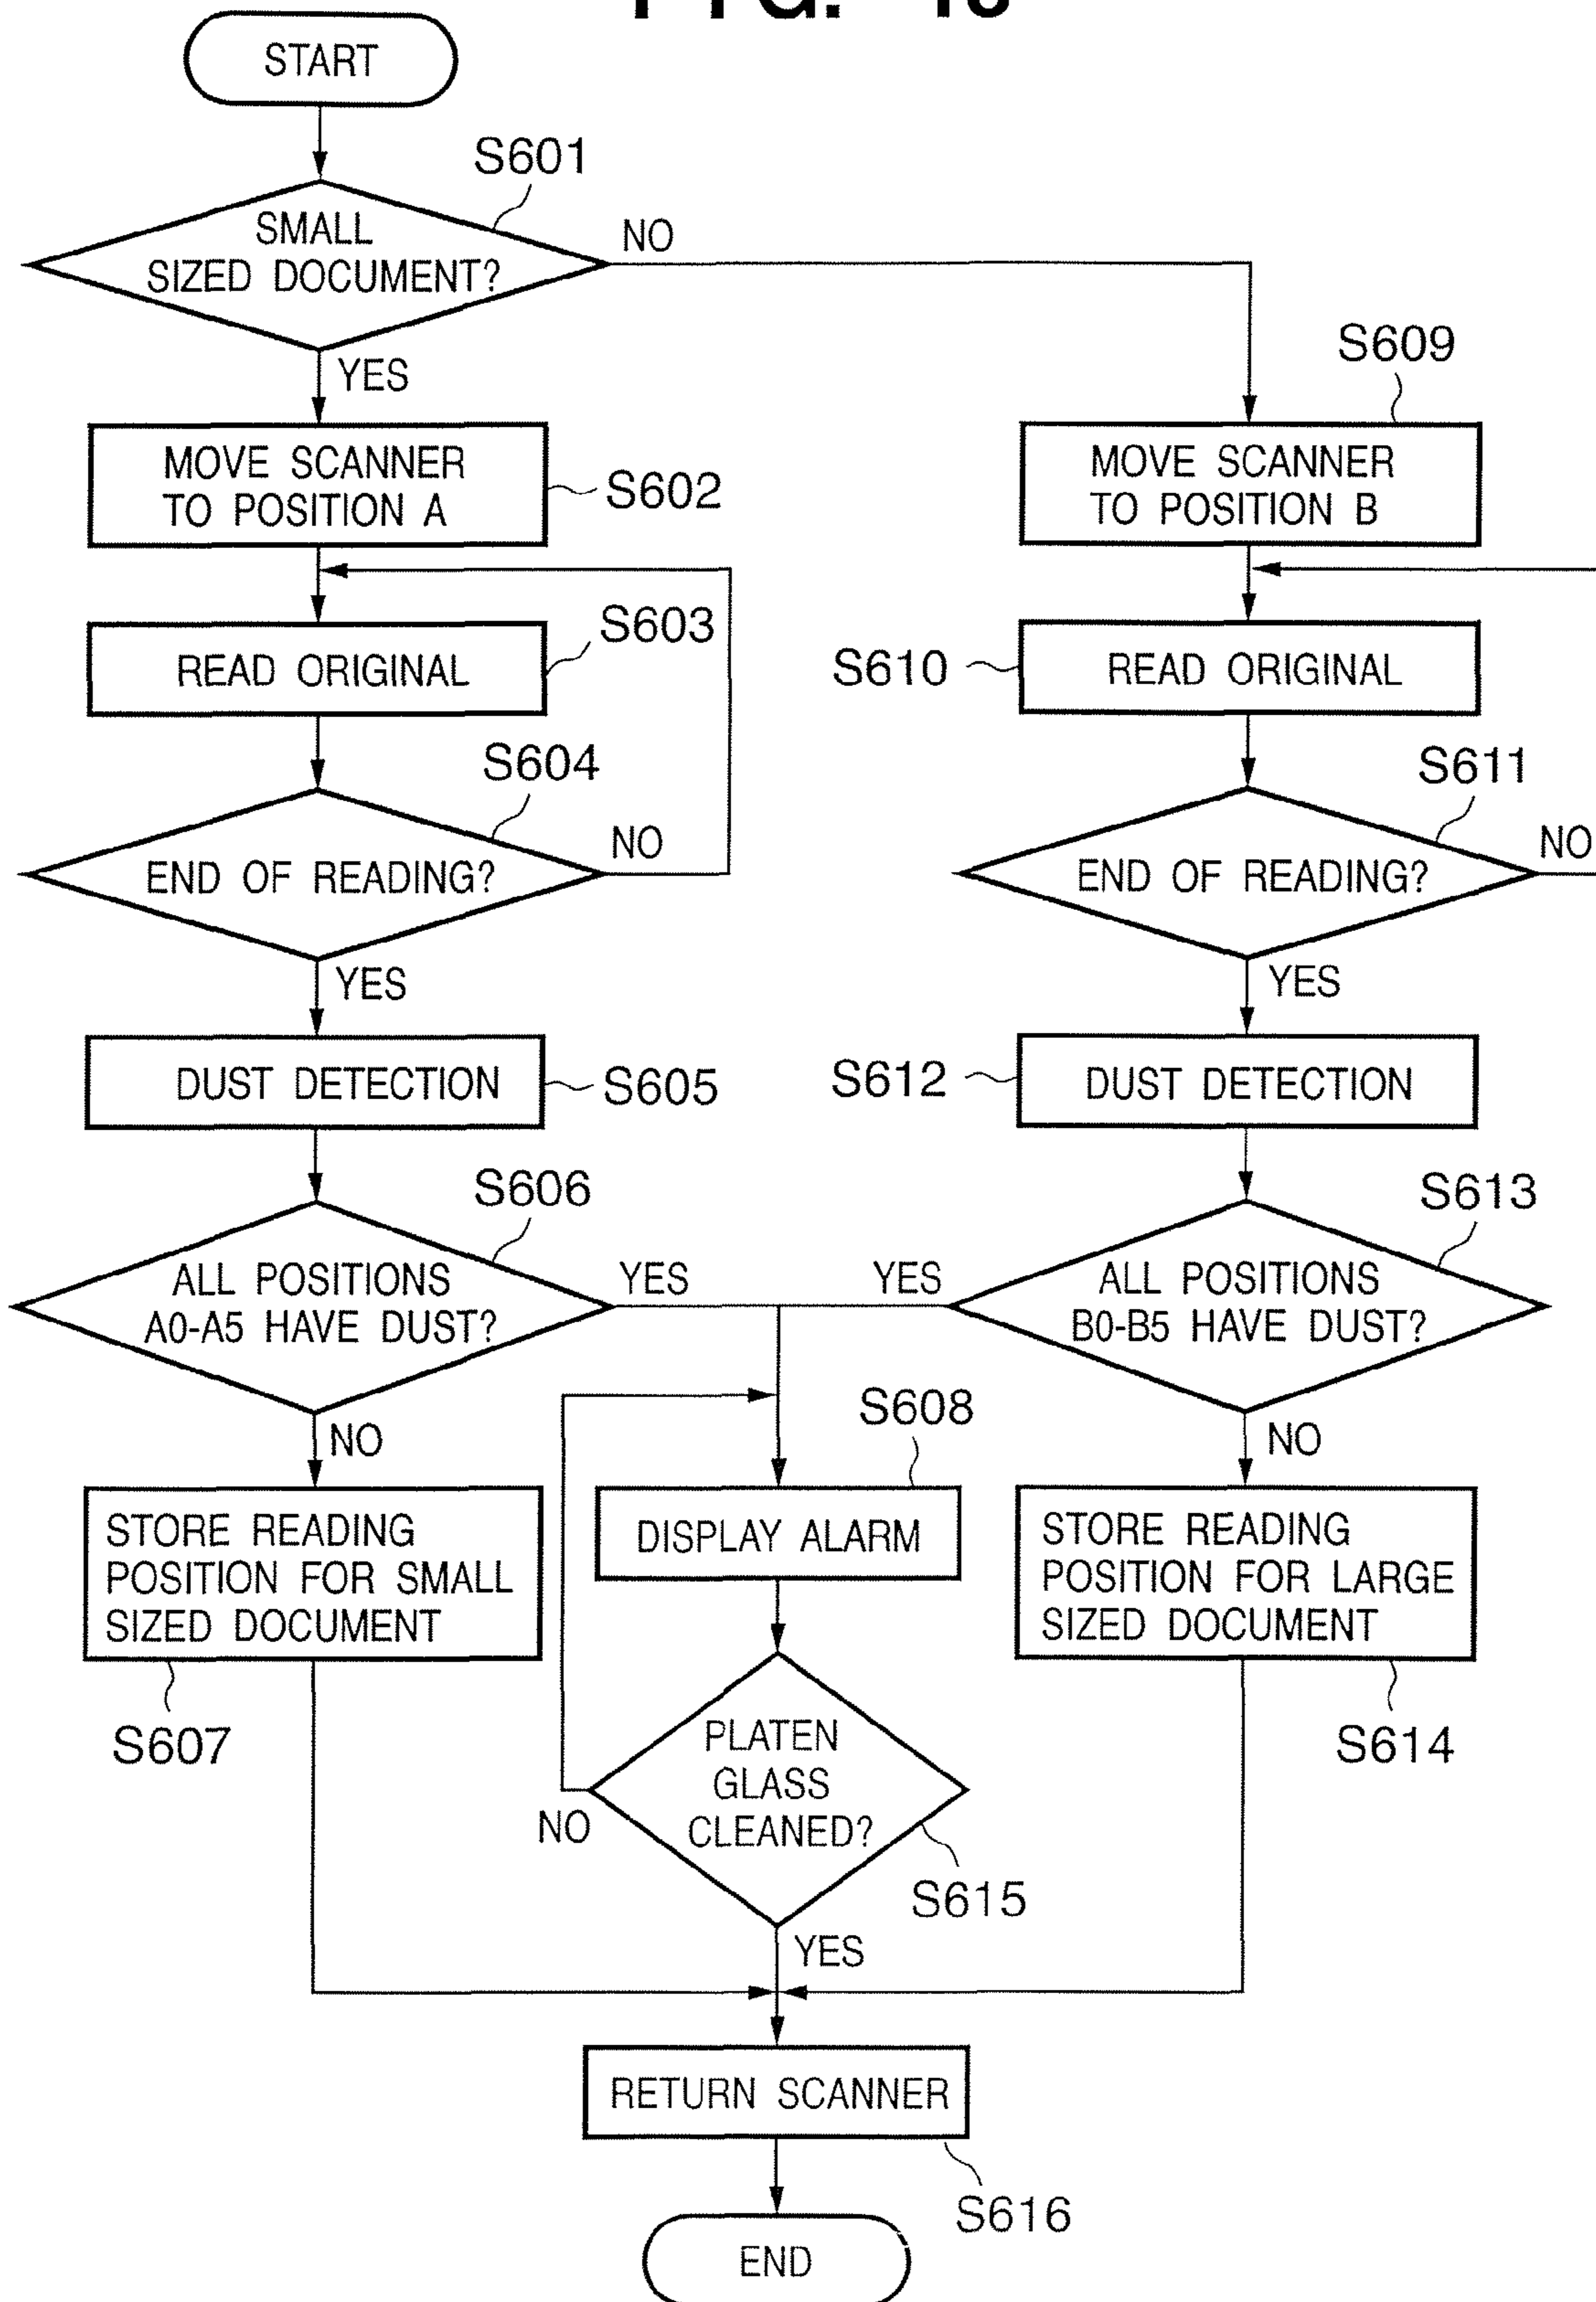 START
S601
SMALL
SIZED DOCUMENT?
NO
YES
S609
MOVE SCANNER
TO POSITION A
S602
MOVE SCANNER
TO POSITION B
S603
READ ORIGINAL
S610
READ ORIGINAL
S604
END OF READING?
NO
S611
END OF READING?
NO
YES
YES
DUST DETECTION
S605
S612
DUST DETECTION
S606
ALL POSITIONS
A0-A5 HAVE DUST?
YES
YES
S613
ALL POSITIONS
B0-B5 HAVE DUST?
NO
S608
NO
STORE READING
POSITION FOR SMALL
SIZED DOCUMENT
S607
DISPLAY ALARM
STORE READING
POSITION FOR LARGE
SIZED DOCUMENT
S614
PLATEN
GLASS
CLEANED?
NO
S615
YES
RETURN SCANNER
S616
END